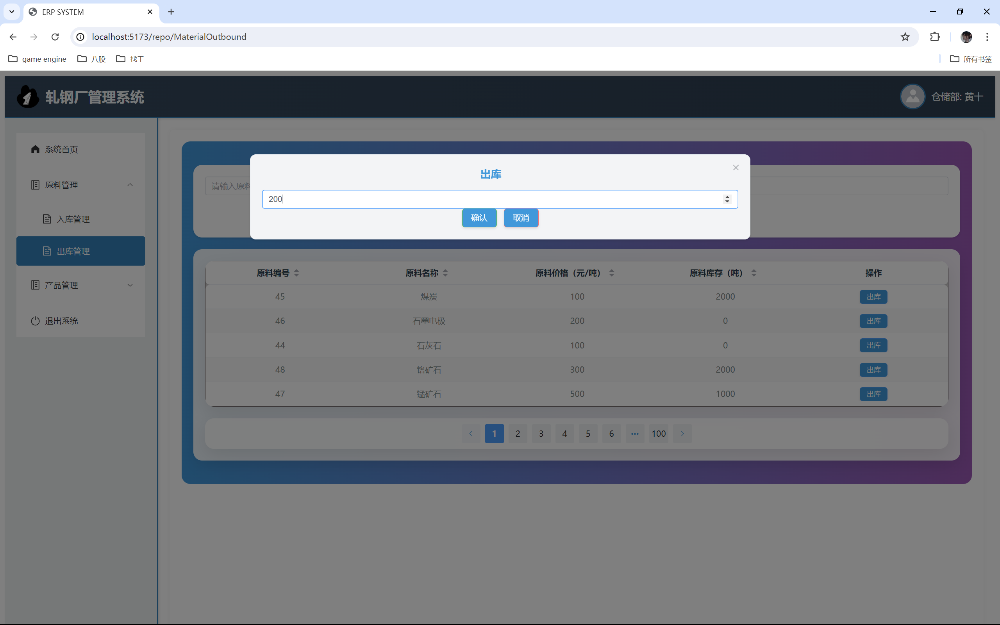 ERP SYSTEM
localhost:5173/repo/MaterialOutbound
game engine 八股 找工 所有书签
轧钢厂管理系统
仓储部: 黄十
系统首页
原料管理
入库管理
出库管理
产品管理
退出系统
请输入原料
出库
200
确认 取消
原料编号 原料名称 原料价格（元/吨） 原料库存（吨） 操作
45 煤炭 100 2000 出库
46 石墨电极 200 0 出库
44 石灰石 100 0 出库
48 铬矿石 300 2000 出库
47 锰矿石 500 1000 出库
1 2 3 4 5 6 ••• 100